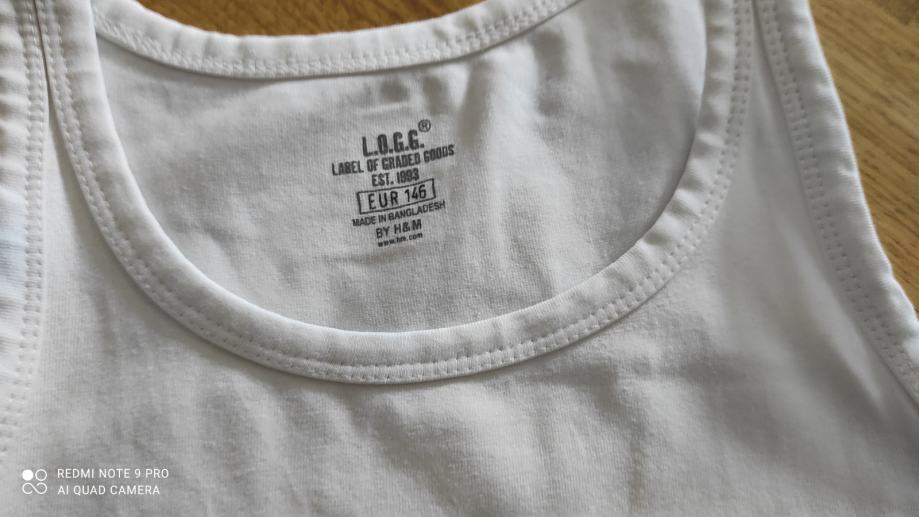 L.O.G.G.®
LABEL OF GRADED GOODS
EST. 1993
EUR 146
MADE IN BANGLADESH
BY H&M
www.hm.com
REDMI NOTE 9 PRO
AI QUAD CAMERA